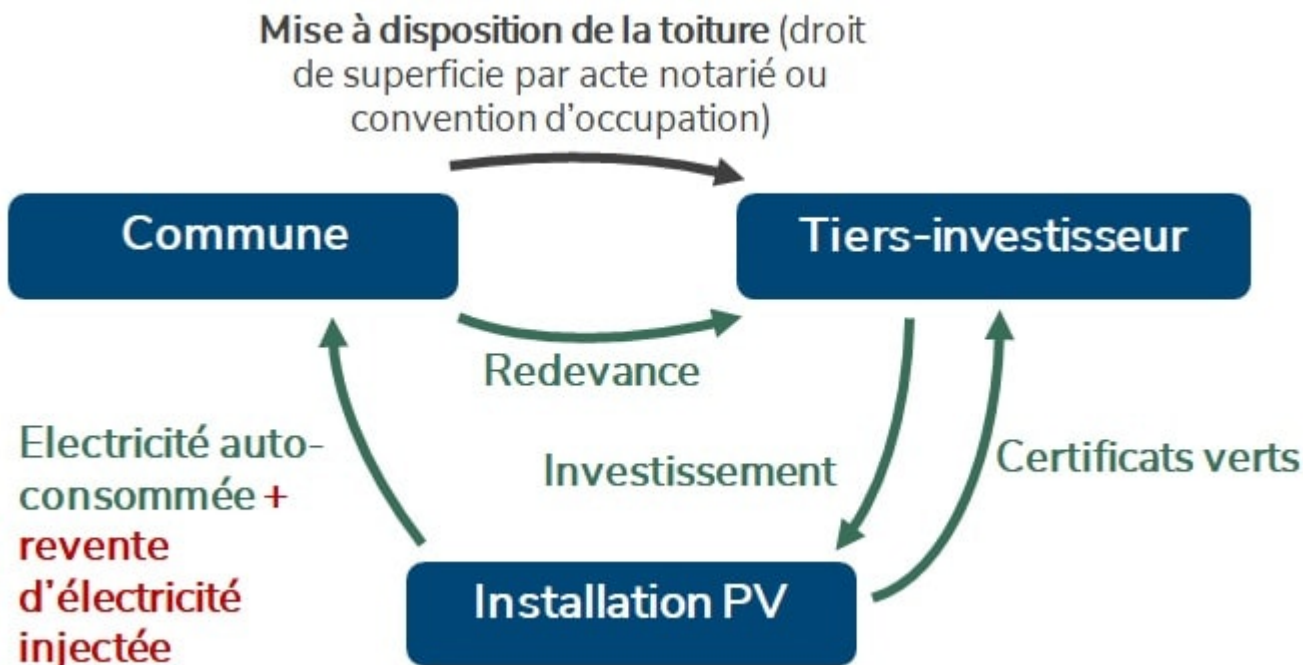 Mise à disposition de la toiture (droit
de superficie par acte notarié ou
convention d'occupation)
Commune
Tiers-investisseur
Redevance
Electricité auto-
consommée +
revente
d'électricité
injectée
Investissement
Certificats verts
Installation PV